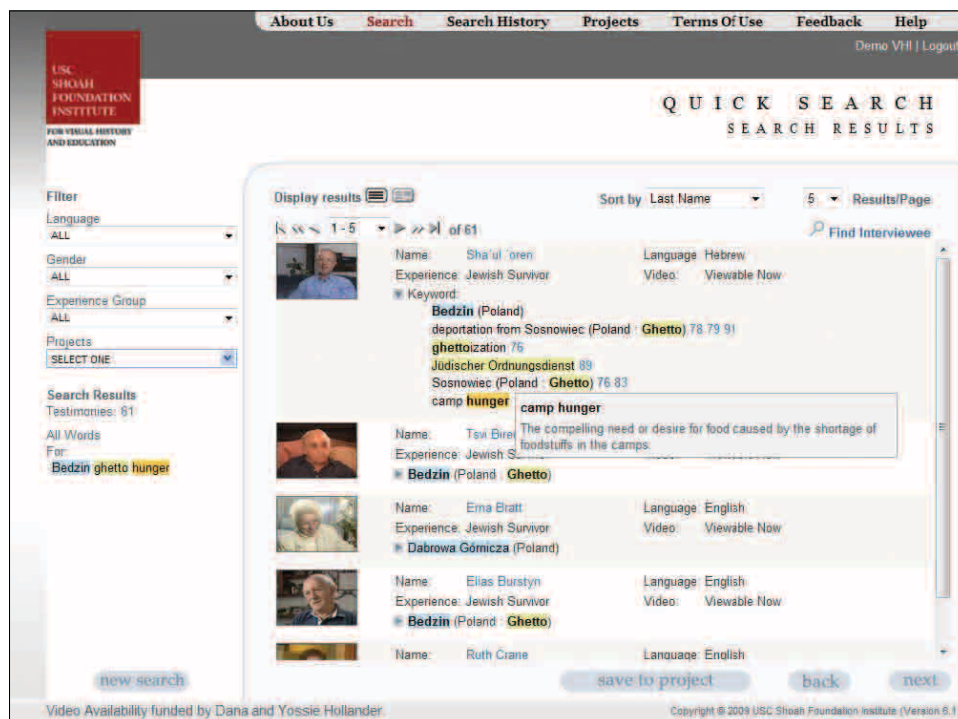 About Us Search Search History Projects Terms Of Use Feedback Help
Demo VHI | Logout
USC
SHOAH
FOUNDATION
INSTITUTE
FOR VISUAL HISTORY
AND EDUCATION
QUICK SEARCH
SEARCH RESULTS
Filter
Language
ALL
Gender
ALL
Experience Group
ALL
Projects
SELECT ONE
Search Results
Testimonies: 61
All Words
For:
Bedzin ghetto hunger
Display results Sort by Last Name 5 Results/Page
1-5 of 61 Find Interviewee
Name: Sha'ul 'oren Language: Hebrew
Experience: Jewish Survivor Video: Viewable Now
Keyword:
Bedzin (Poland)
deportation from Sosnowiec (Poland : Ghetto) 78 79 91
ghettoization 76
Jüdischer Ordnungsdienst 89
Sosnowiec (Poland : Ghetto) 76 83
camp hunger
camp hunger
The compelling need or desire for food caused by the shortage of
foodstuffs in the camps.
Name: Tsvi
Experience: Jewish
Bedzin (Poland : Ghetto)
Name: Erna Bratt Language: English
Experience: Jewish Survivor Video: Viewable Now
Dabrowa Górnicza (Poland)
Name: Elias Burstyn Language: English
Experience: Jewish Survivor Video: Viewable Now
Bedzin (Poland : Ghetto)
Name: Ruth Crane Language: English
new search save to project back next
Video Availability funded by Dana and Yossie Hollander.
Copyright © 2009 USC Shoah Foundation Institute (Version 6.1